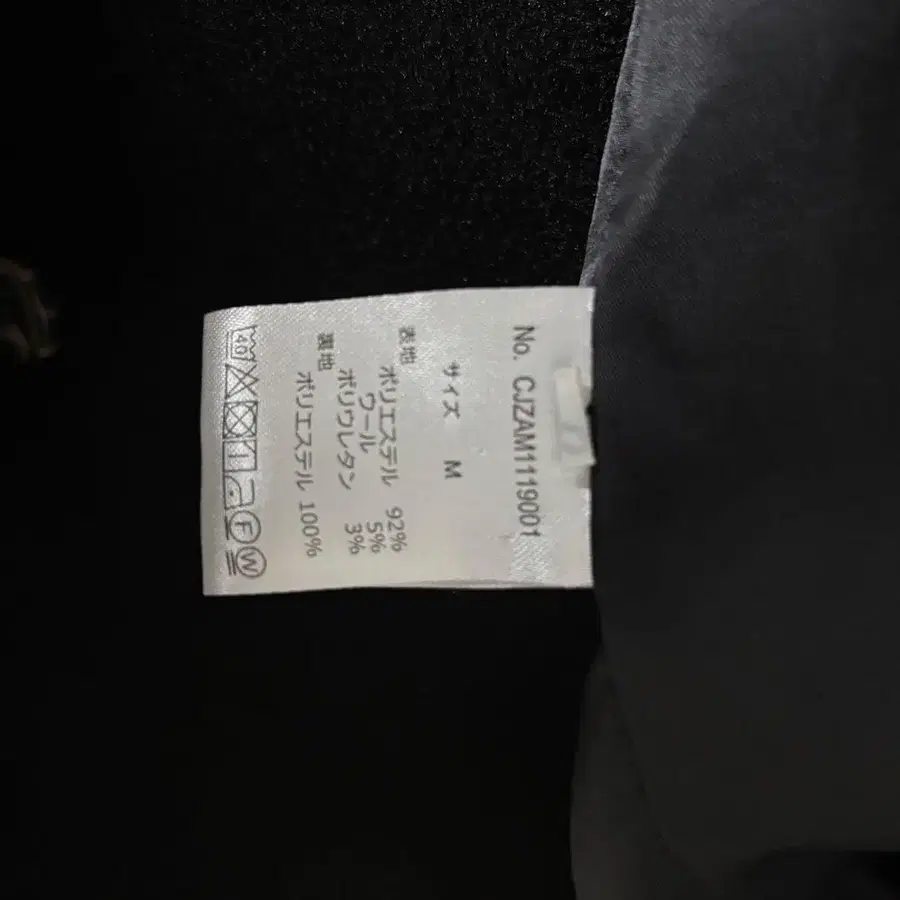 No. CJZAM1119001
サイズ M
表地
ポリエステル 92%
ウール 5%
ポリウレタン 3%
裏地
ポリエステル 100%
40 F W